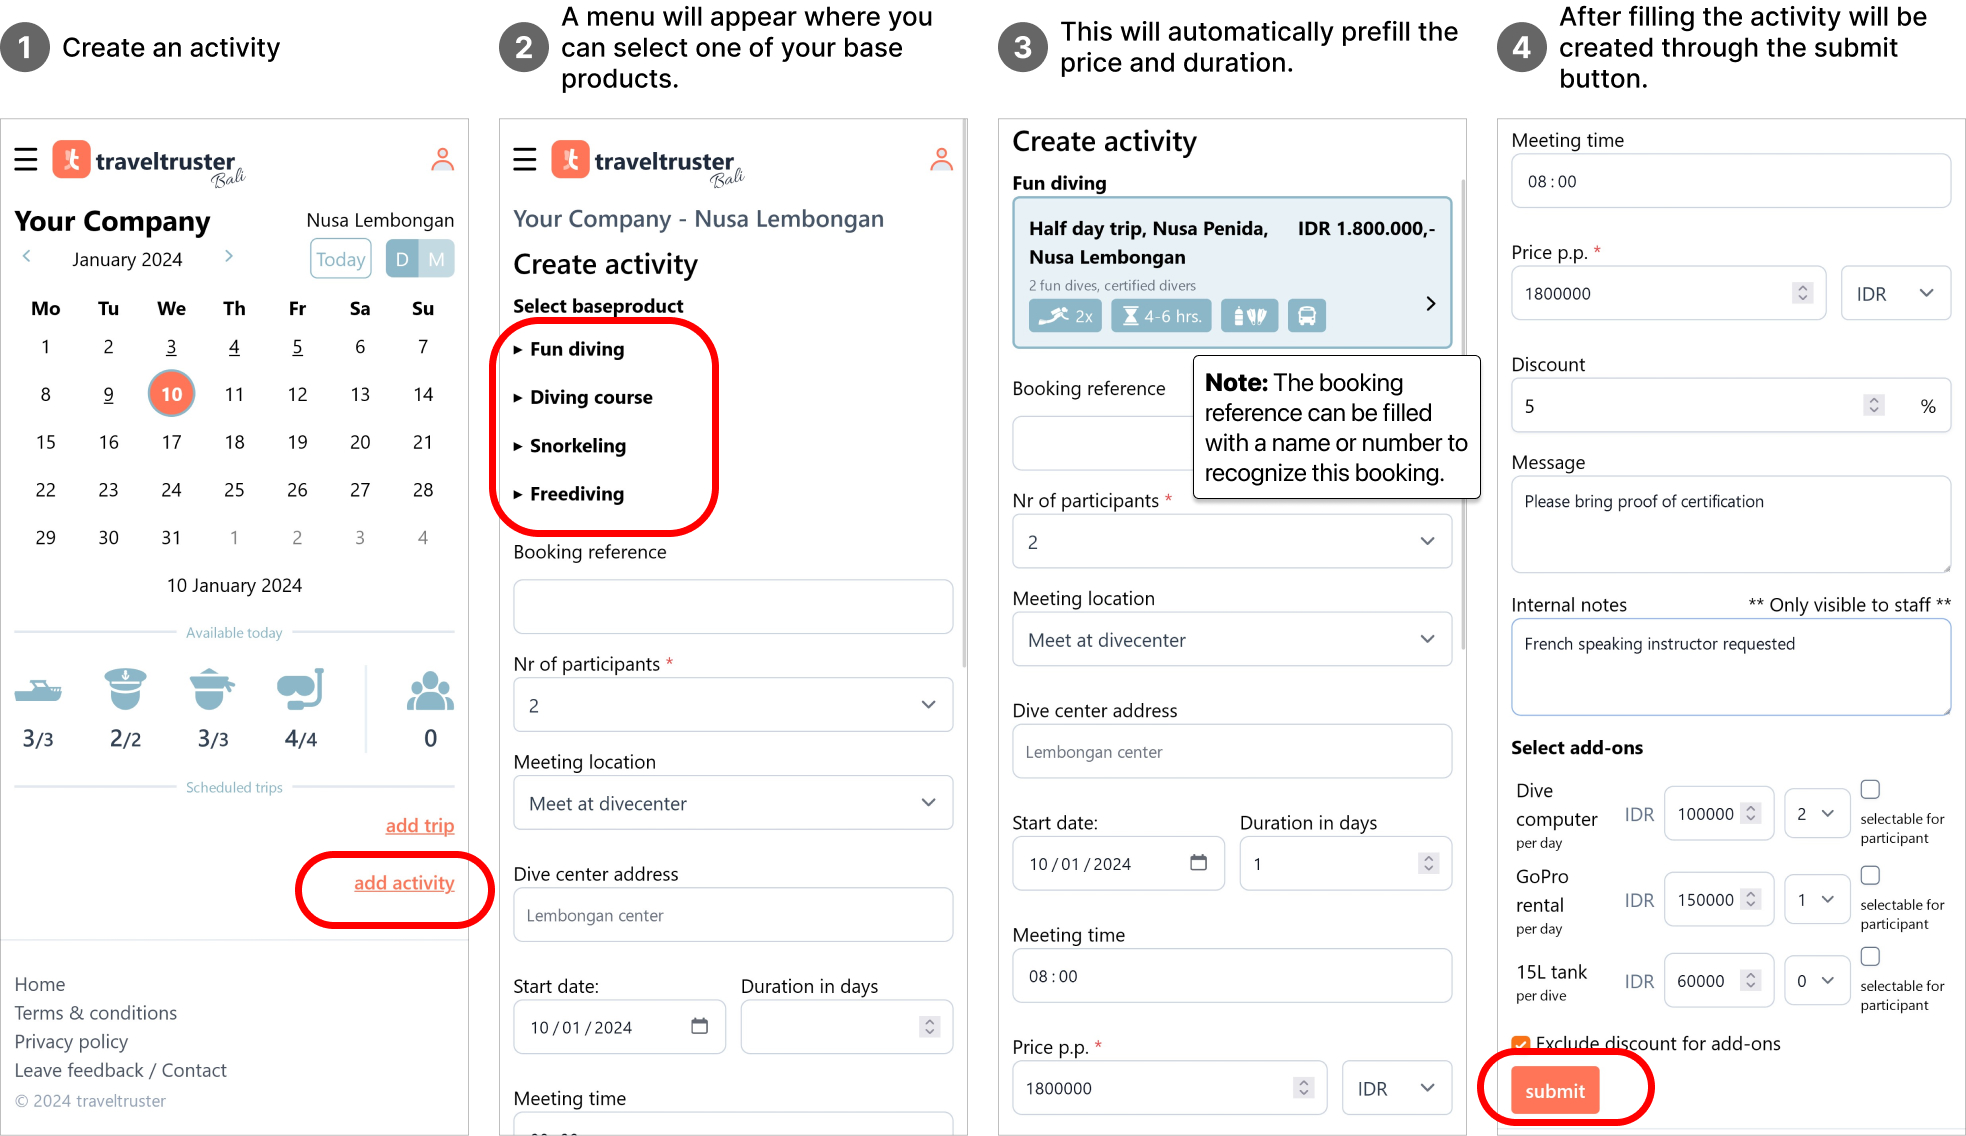 1 Create an activity
traveltruster
Bali
Your Company
Nusa Lembongan
January 2024
Today
D M
Mo Tu We Th Fr Sa Su
1 2 3 4 5 6 7
8 9 10 11 12 13 14
15 16 17 18 19 20 21
22 23 24 25 26 27 28
29 30 31 1 2 3 4
10 January 2024
Available today
3/3 2/2 3/3 4/4 0
Scheduled trips
add trip
add activity
Home
Terms & conditions
Privacy policy
Leave feedback / Contact
© 2024 traveltruster
2 A menu will appear where you
can select one of your base
products.
traveltruster
Bali
Your Company - Nusa Lembongan
Create activity
Select baseproduct
▸ Fun diving
▸ Diving course
▸ Snorkeling
▸ Freediving
Booking reference
Nr of participants *
2
Meeting location
Meet at divecenter
Dive center address
Lembongan center
Start date: Duration in days
10/01/2024
Meeting time
3 This will automatically prefill the
price and duration.
Create activity
Fun diving
Half day trip, Nusa Penida, IDR 1.800.000,-
Nusa Lembongan
2 fun dives, certified divers
2x 4-6 hrs.
Booking reference
Note: The booking
reference can be filled
with a name or number to
recognize this booking.
Nr of participants *
2
Meeting location
Meet at divecenter
Dive center address
Lembongan center
Start date: Duration in days
10/01/2024 1
Meeting time
08:00
Price p.p. *
1800000 IDR
4 After filling the activity will be
created through the submit
button.
Meeting time
08:00
Price p.p. *
1800000 IDR
Discount
5 %
Message
Please bring proof of certification
Internal notes ** Only visible to staff **
French speaking instructor requested
Select add-ons
Dive
computer IDR 100000 2 selectable for
per day participant
GoPro
rental IDR 150000 1 selectable for
per day participant
15L tank IDR 60000 0 selectable for
per dive participant
Exclude discount for add-ons
submit